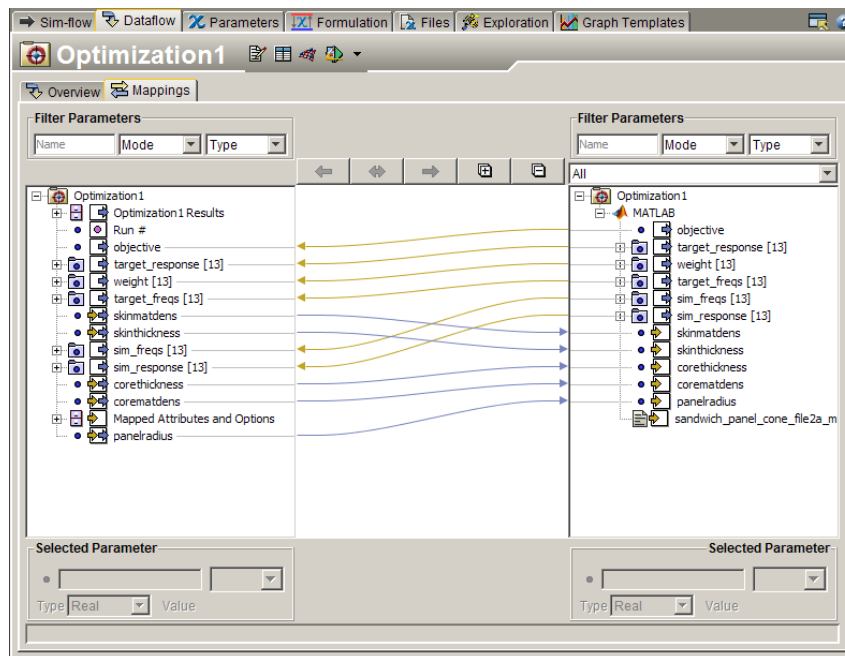 Sim-flow Dataflow Parameters Formulation Files Exploration Graph Templates
Optimization1
Overview Mappings
Filter Parameters
Name Mode Type
Filter Parameters
Name Mode Type
All
Optimization1
Optimization1 Results
Run #
objective
target_response [13]
weight [13]
target_freqs [13]
skinmatdens
skinthickness
sim_freqs [13]
sim_response [13]
corethickness
corematdens
Mapped Attributes and Options
panelradius
Optimization1
MATLAB
objective
target_response [13]
weight [13]
target_freqs [13]
sim_freqs [13]
sim_response [13]
skinmatdens
skinthickness
corethickness
corematdens
panelradius
sandwich_panel_cone_file2a_m
Selected Parameter
Type Real Value
Selected Parameter
Type Real Value